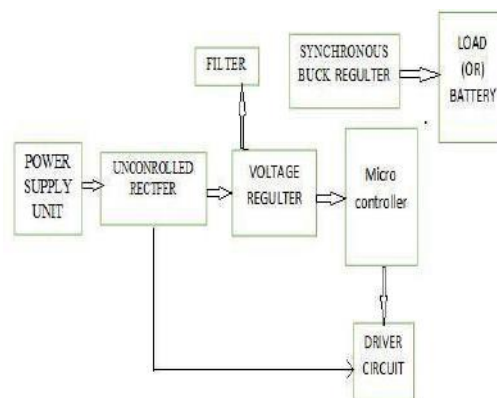 FILTER
SYNCHRONOUS
BUCK REGULTER
LOAD
(OR)
BATTERY
POWER
SUPPLY
UNIT
UNCONROLLED
RECTFER
VOLTAGE
REGULTER
Micro
controller
DRIVER
CIRCUIT